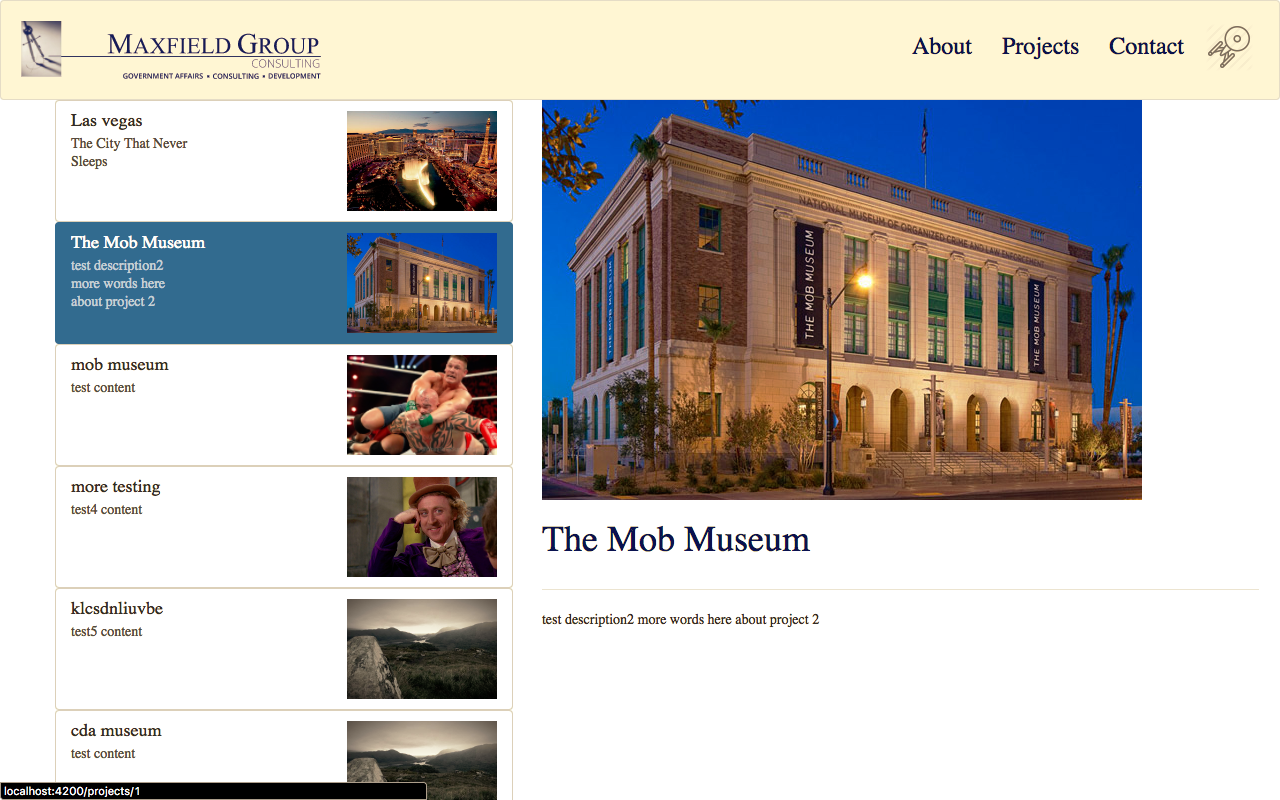 MAXFIELD GROUP
CONSULTING
GOVERNMENT AFFAIRS • CONSULTING • DEVELOPMENT
About Projects Contact
Las vegas
The City That Never
Sleeps
The Mob Museum
test description2
more words here
about project 2
mob museum
test content
more testing
test4 content
klcsdnliuvbe
test5 content
cda museum
test content
NATIONAL MUSEUM OF ORGANIZED CRIME AND LAW ENFORCEMENT
THE MOB MUSEUM
THE MOB MUSEUM
THE MOB MUSEUM
The Mob Museum
test description2 more words here about project 2
localhost:4200/projects/1